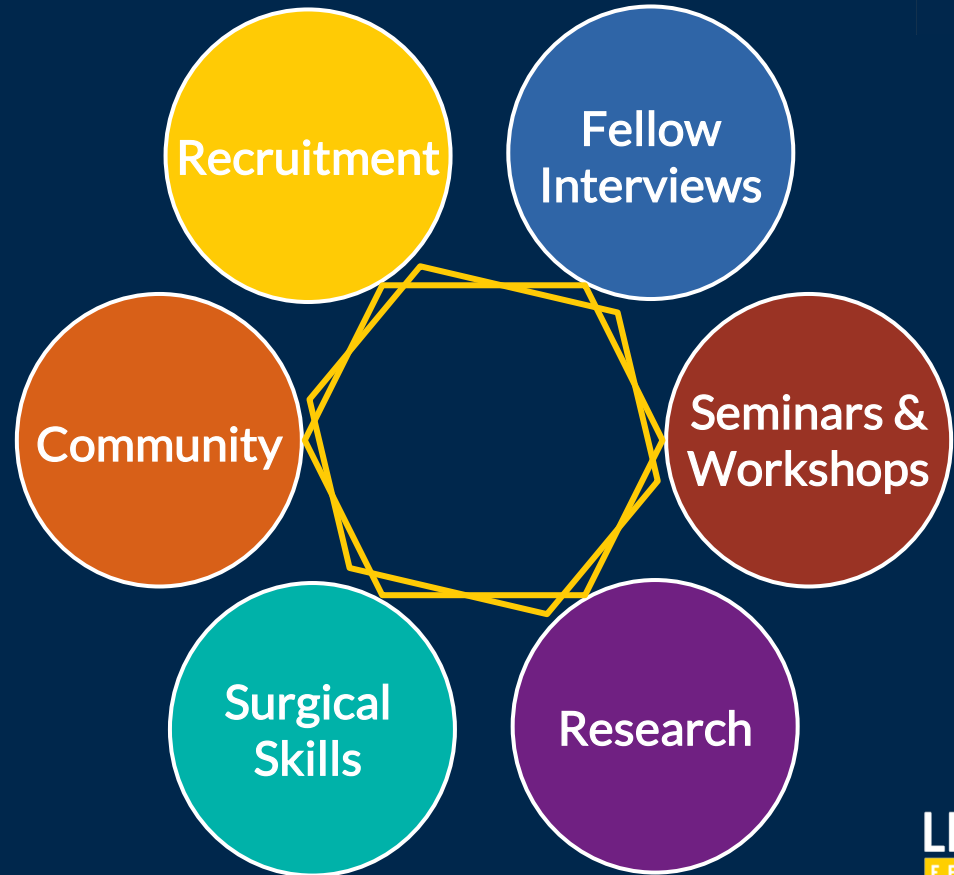 Recruitment
Fellow
Interviews
Community
Seminars &
Workshops
Surgical
Skills
Research